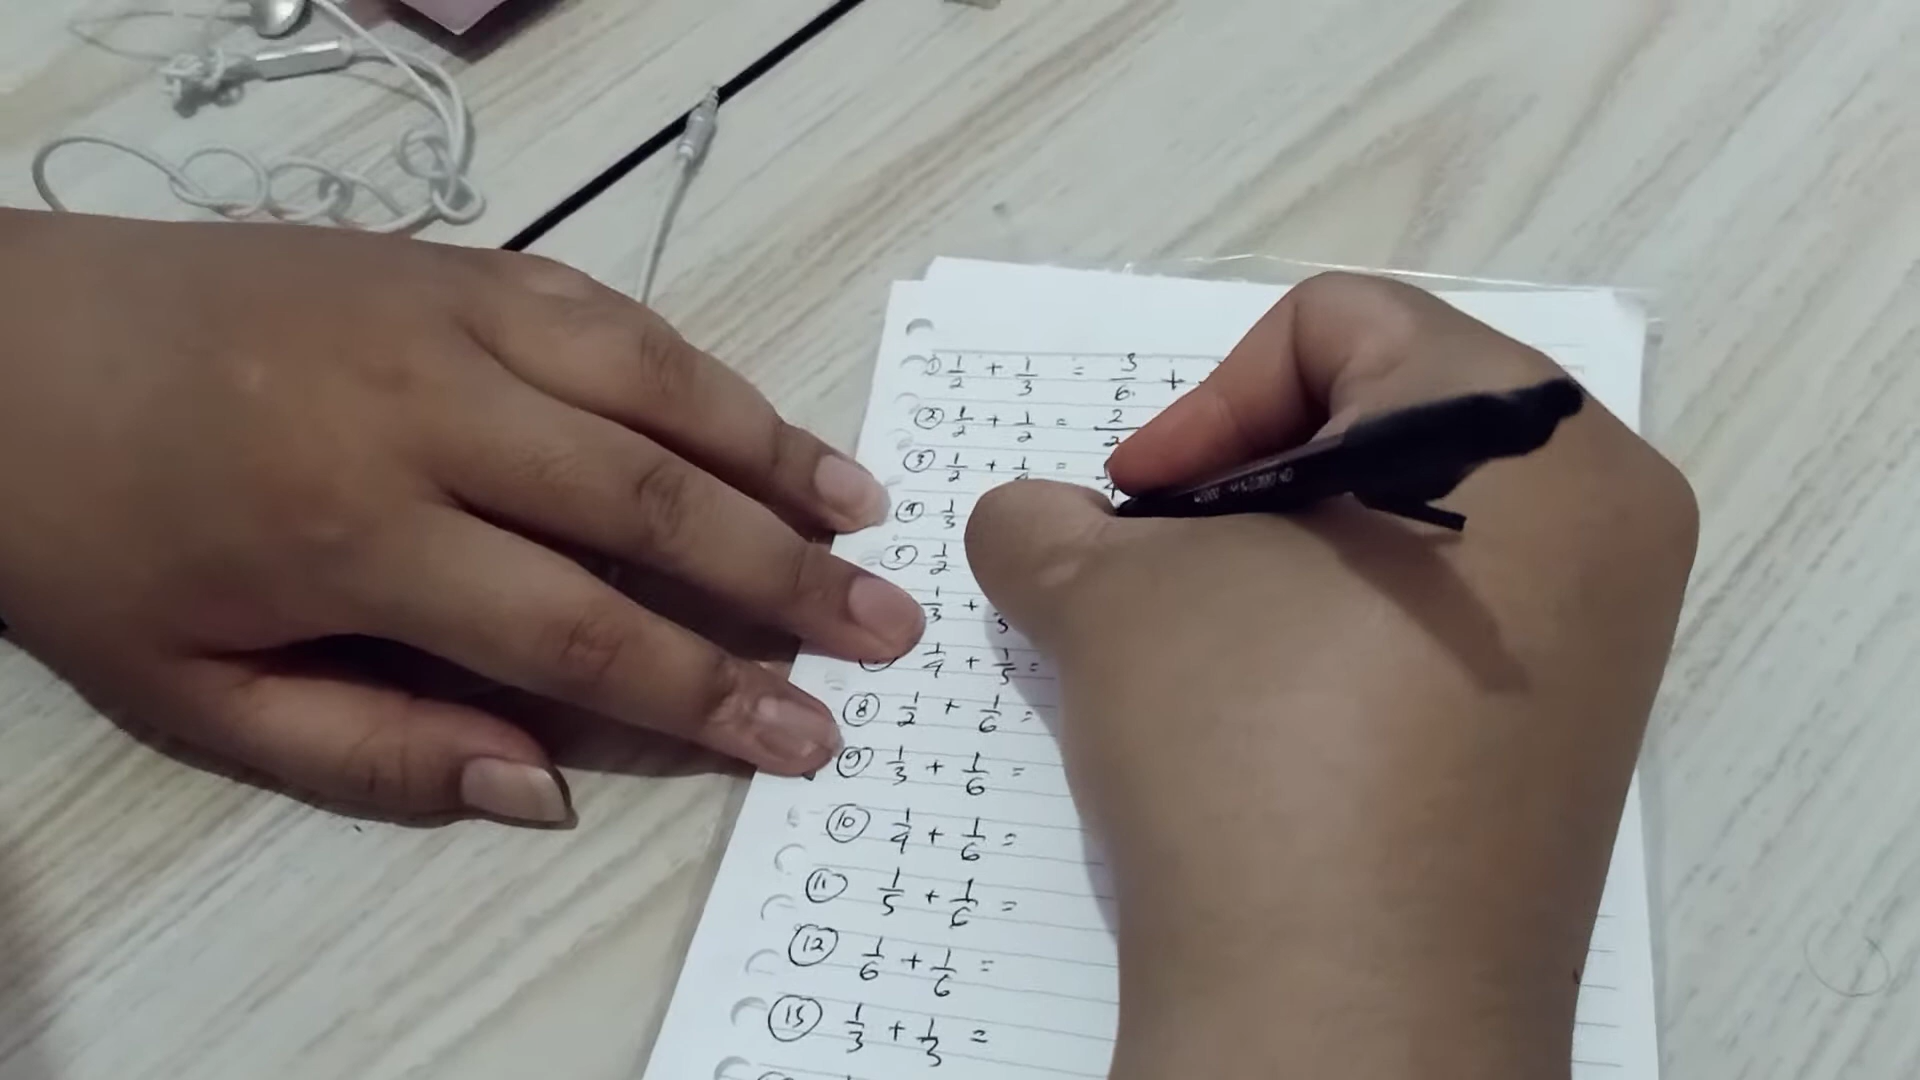 ① 1/2 + 1/3 = 3/6 +
② 1/2 + 1/2 = 2/2
③ 1/2 + 1/4 =
④ 1/3
⑤ 1/2
1/3 +
1/4 + 1/5 =
⑧ 1/2 + 1/6 =
⑨ 1/3 + 1/6 =
⑩ 1/4 + 1/6 =
⑪ 1/5 + 1/6 =
⑫ 1/6 + 1/6 =
⑬ 1/3 + 1/3 =